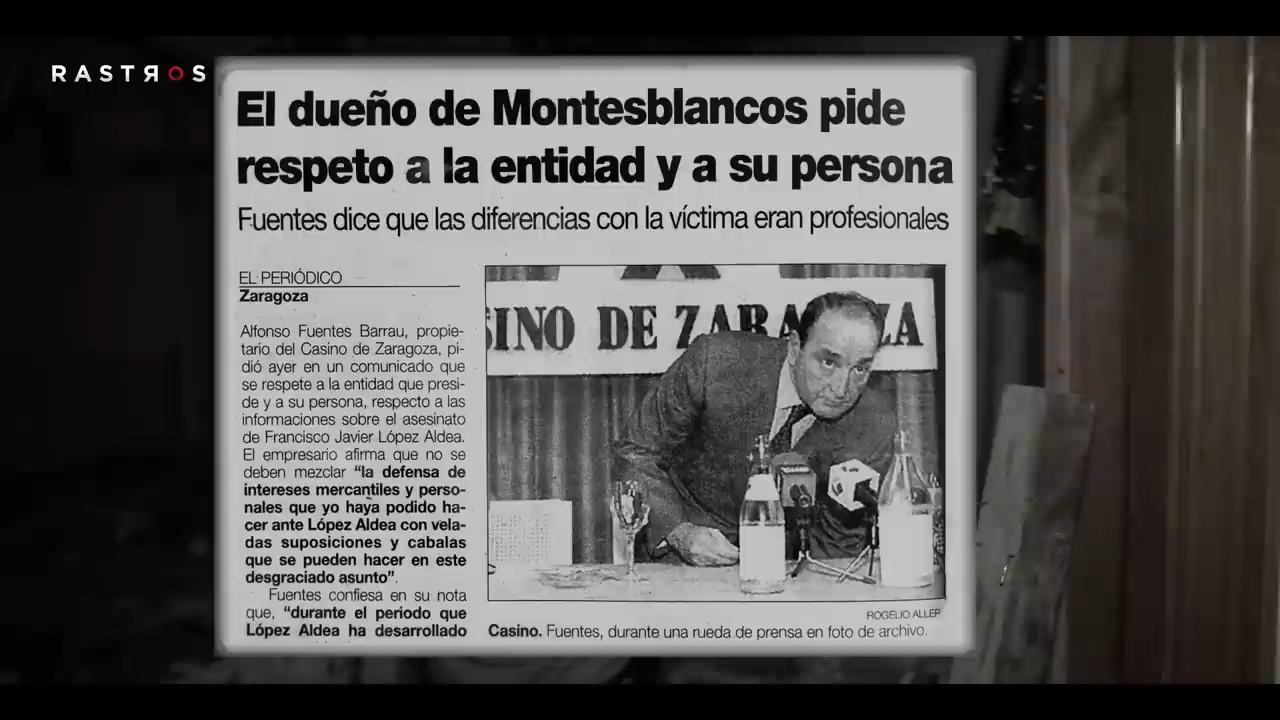 RASTROS
El dueño de Montesblancos pide
respeto a la entidad y a su persona
Fuentes dice que las diferencias con la víctima eran profesionales
EL PERIÓDICO
Zaragoza
Alfonso Fuentes Barrau, propie-
tario del Casino de Zaragoza, pi-
dió ayer en un comunicado que
se respete a la entidad que presi-
de y a su persona, respecto a las
informaciones sobre el asesinato
de Francisco Javier López Aldea.
El empresario afirma que no se
deben mezclar “la defensa de
intereses mercantiles y perso-
nales que yo haya podido ha-
cer ante López Aldea con vela-
das suposiciones y cabalas
que se pueden hacer en este
desgraciado asunto”.
Fuentes confiesa en su nota
que, “durante el periodo que
López Aldea ha desarrollado
SINO DE ZARA ZA
ROGELIO ALLEP
Casino. Fuentes, durante una rueda de prensa en foto de archivo.